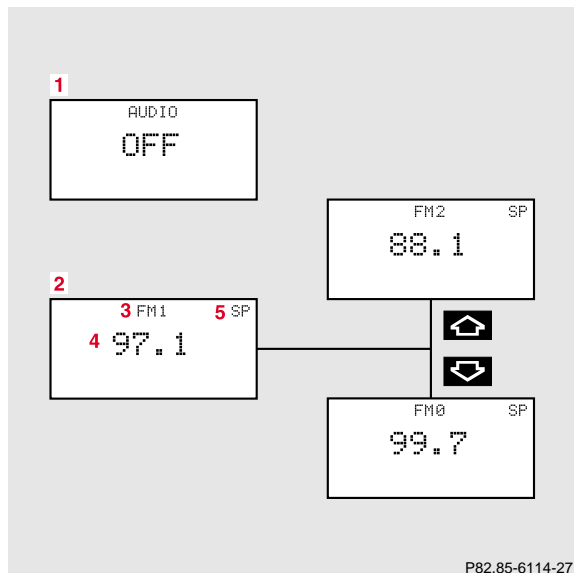 1
AUDIO
OFF
FM2 SP
88.1
2
3 FM1 5 SP
4 97.1
FM0 SP
99.7
P82.85-6114-27